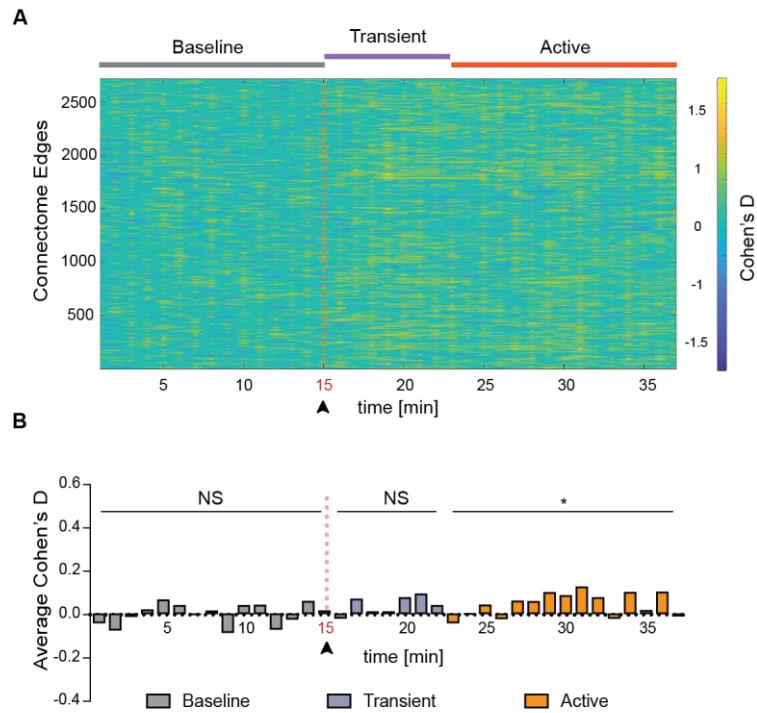 A
Baseline
Transient
Active
Connectome Edges
2500
2000
1500
1000
500
1.5
1
0
-1
-1.5
Cohen's D
5
10
15
20
25
30
35
time [min]
B
Average Cohen's D
0.6
0.4
0.2
0.0
-0.2
-0.4
NS
NS
*
5
10
15
20
25
30
35
time [min]
Baseline
Transient
Active